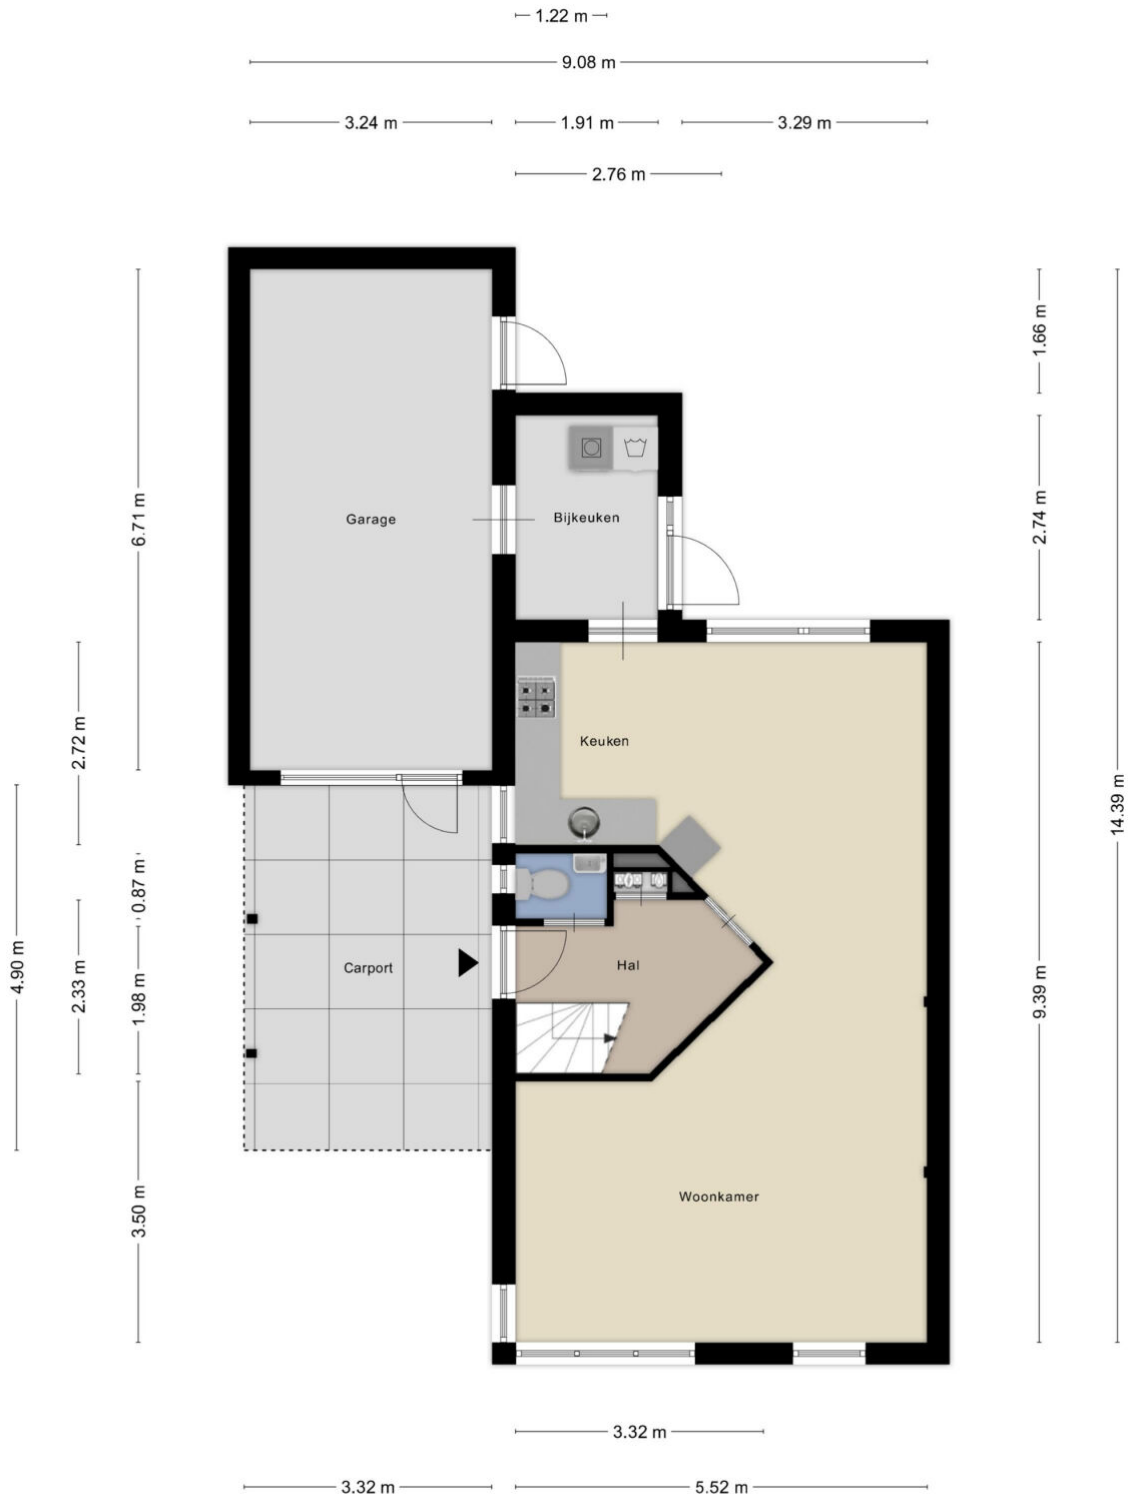 1.22 m
9.08 m
3.24 m
1.91 m
3.29 m
2.76 m
1.66 m
6.71 m
Garage
Bijkeuken
2.74 m
2.72 m
Keuken
14.39 m
0.87 m
4.90 m
2.33 m
1.98 m
Carport
Hal
9.39 m
3.50 m
Woonkamer
3.32 m
3.32 m
5.52 m